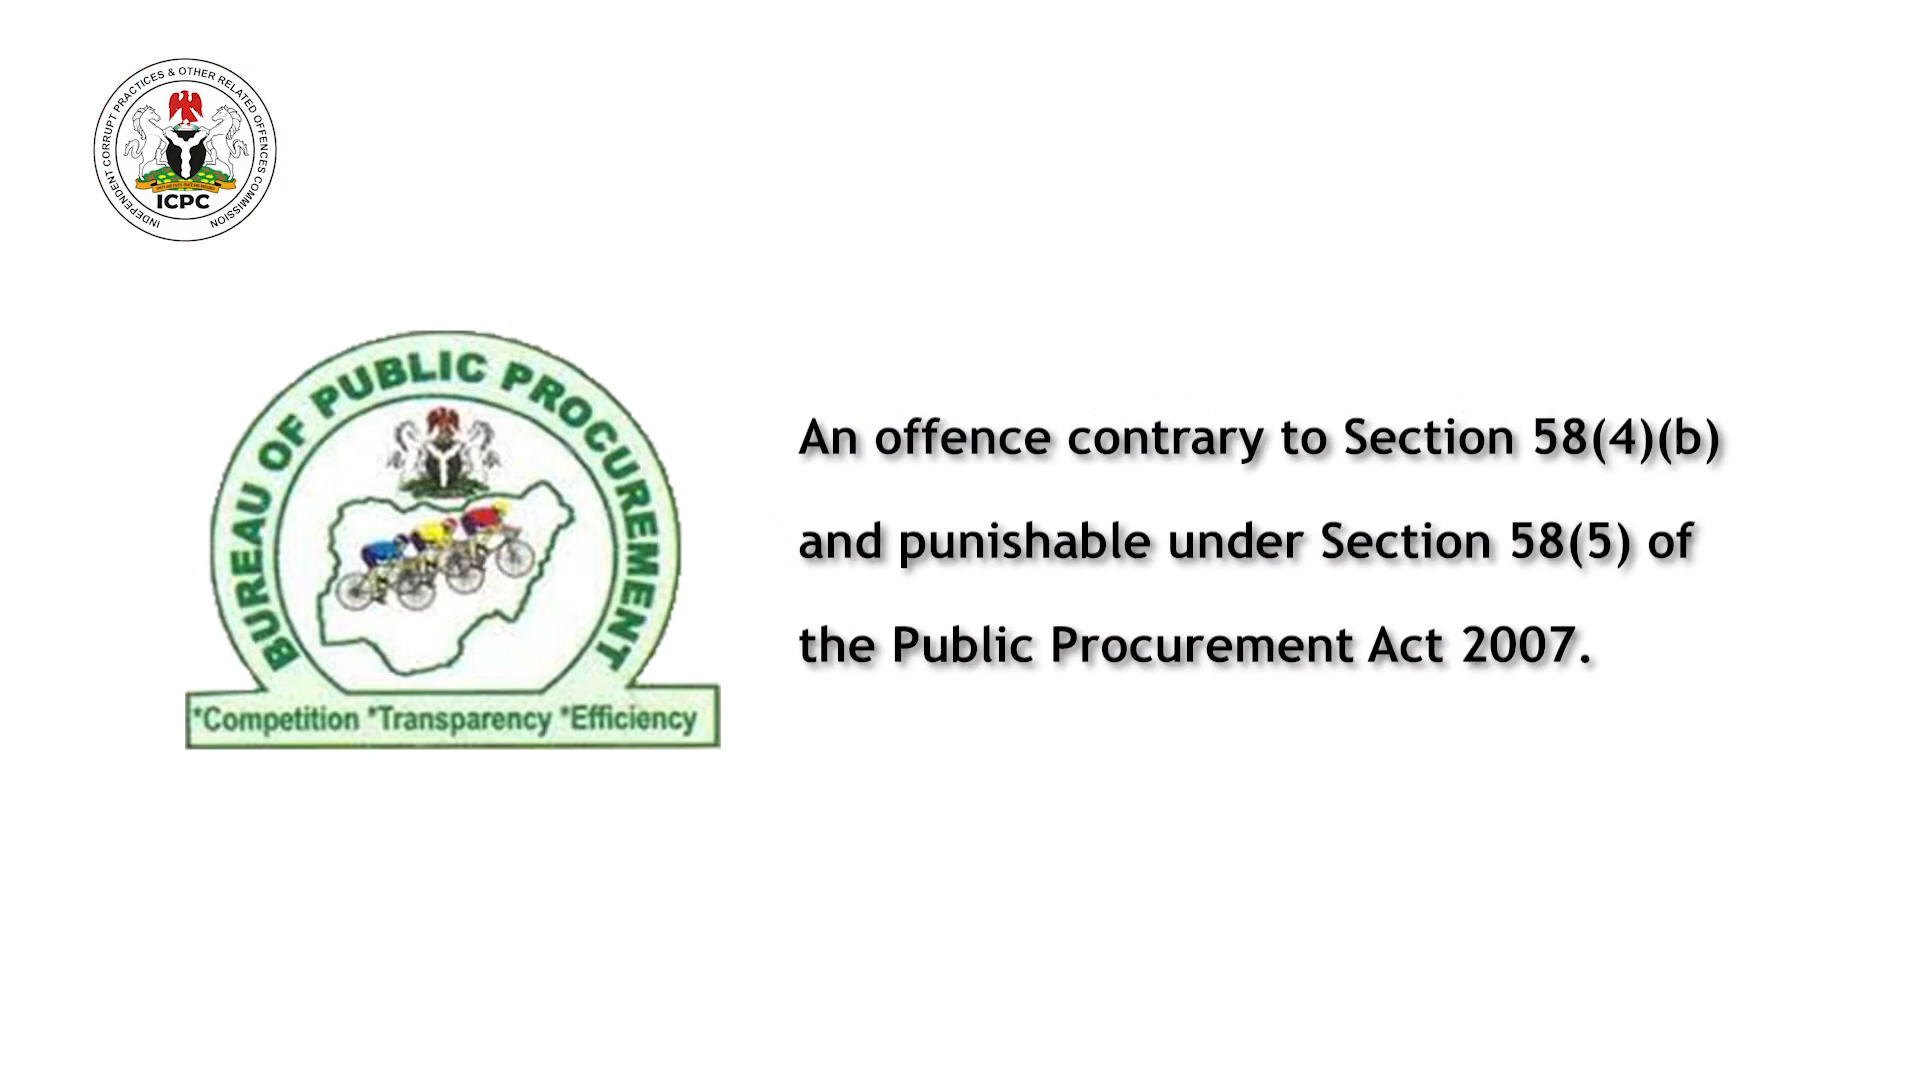 INDEPENDENT CORRUPT PRACTICES & OTHER RELATED OFFENCES COMMISSION
ICPC
BUREAU OF PUBLIC PROCUREMENT
*Competition *Transparency *Efficiency
An offence contrary to Section 58(4)(b)
and punishable under Section 58(5) of
the Public Procurement Act 2007.